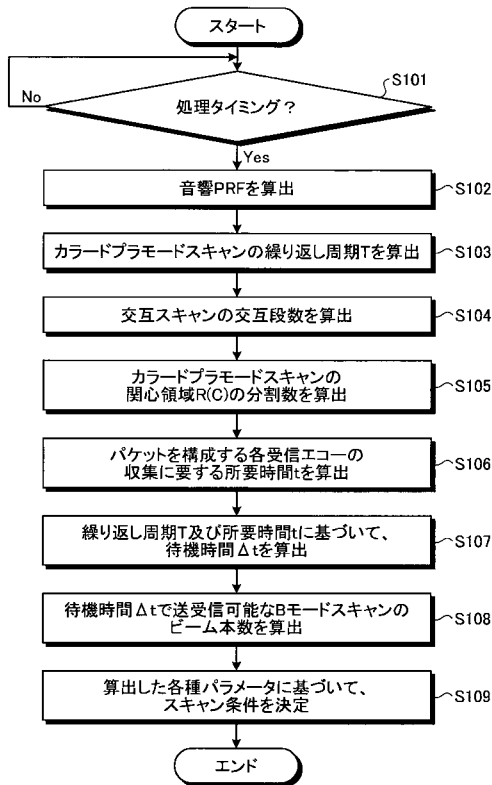 スタート
S101
No
処理タイミング？
Yes
音響PRFを算出
S102
カラードプラモードスキャンの繰り返し周期Tを算出
S103
交互スキャンの交互段数を算出
S104
カラードプラモードスキャンの
関心領域R(C)の分割数を算出
S105
パケットを構成する各受信エコーの
収集に要する所要時間tを算出
S106
繰り返し周期T及び所要時間tに基づいて、
待機時間Δtを算出
S107
待機時間Δtで送受信可能なBモードスキャンの
ビーム本数を算出
S108
算出した各種パラメータに基づいて、
スキャン条件を決定
S109
エンド